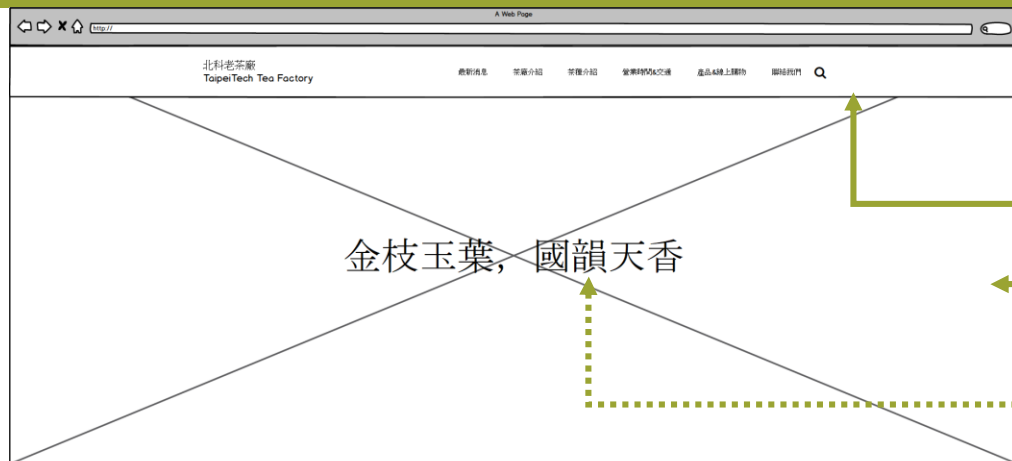 A Web Page
http://
北科老茶廠
TaipeiTech Tea Factory
最新消息 茶廠介紹 茶種介紹 營業時間&交通 產品&線上購物 聯絡我們
金枝玉葉，國韻天香